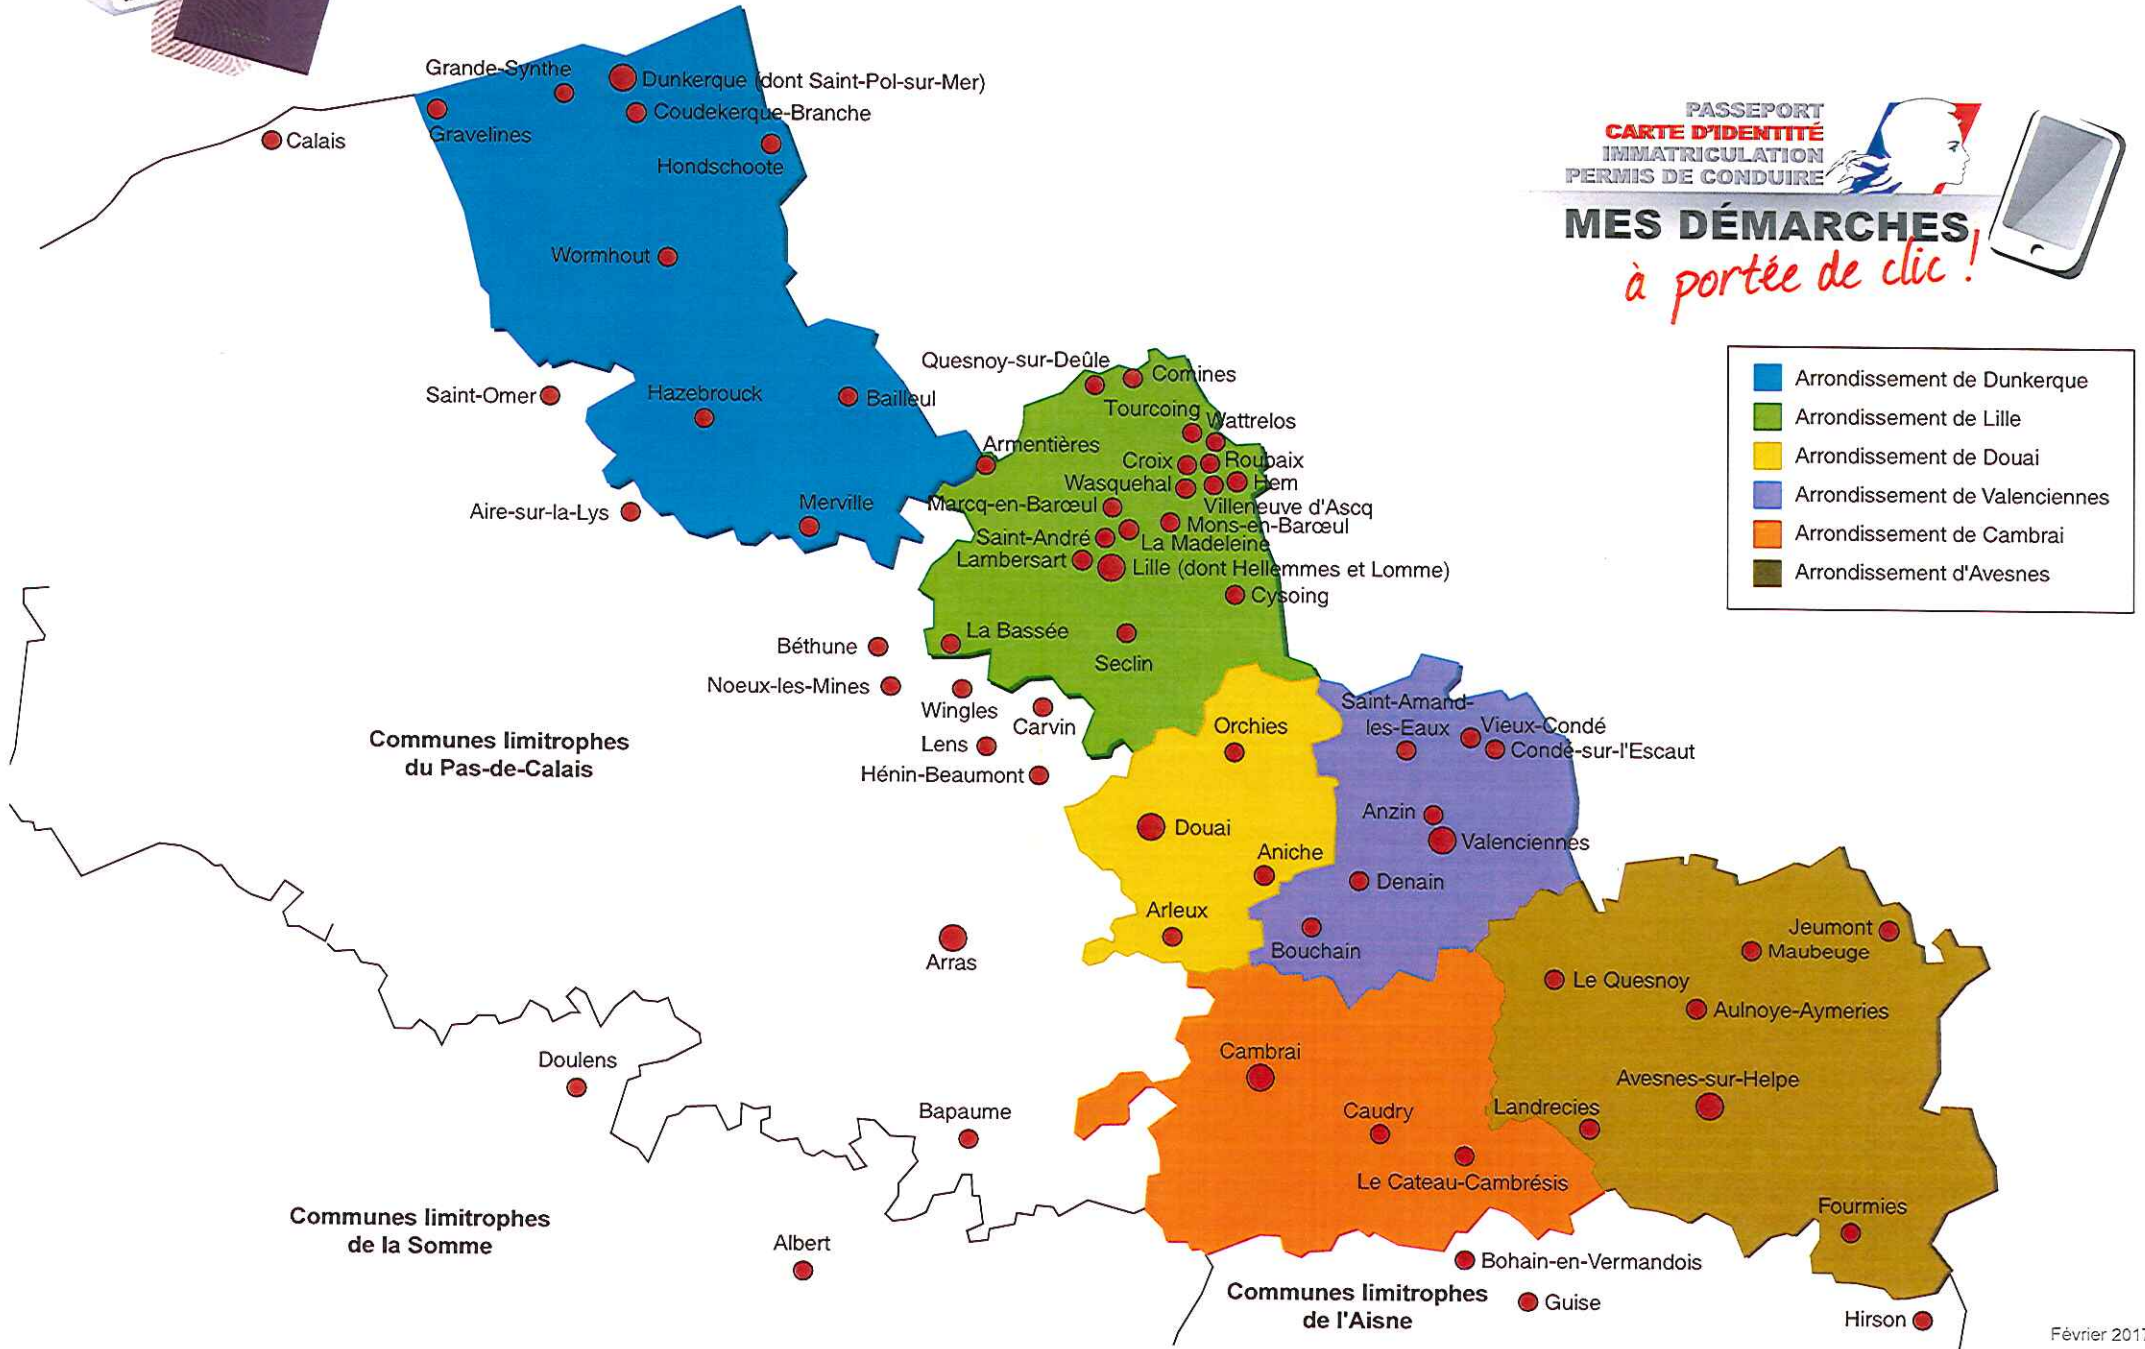 Grande-Synthe
Dunkerque (dont Saint-Pol-sur-Mer)
Gravelines
Coudekerque-Branche
Calais
Hondschoote
Wormhout
PASSEPORT
CARTE D'IDENTITÉ
IMMATRICULATION
PERMIS DE CONDUIRE
MES DÉMARCHES
à portée de clic !
Arrondissement de Dunkerque
Arrondissement de Lille
Arrondissement de Douai
Arrondissement de Valenciennes
Arrondissement de Cambrai
Arrondissement d'Avesnes
Saint-Omer
Hazebrouck
Bailleul
Aire-sur-la-Lys
Merville
Quesnoy-sur-Deûle
Comines
Tourcoing
Wattrelos
Armentières
Croix
Roubaix
Wasquehal
Hem
Marcq-en-Barœul
Villeneuve d'Ascq
Mons-en-Barœul
Saint-André
La Madeleine
Lambersart
Lille (dont Hellemmes et Lomme)
Cysoing
La Bassée
Seclin
Béthune
Noeux-les-Mines
Wingles
Carvin
Lens
Hénin-Beaumont
Communes limitrophes
du Pas-de-Calais
Orchies
Douai
Aniche
Arleux
Saint-Amand-
les-Eaux
Vieux-Condé
Condé-sur-l'Escaut
Anzin
Valenciennes
Denain
Bouchain
Arras
Jeumont
Maubeuge
Le Quesnoy
Aulnoye-Aymeries
Avesnes-sur-Helpe
Landrecies
Fourmies
Cambrai
Caudry
Le Cateau-Cambrésis
Doulens
Bapaume
Communes limitrophes
de la Somme
Albert
Bohain-en-Vermandois
Communes limitrophes
de l'Aisne
Guise
Hirson
Février 2017